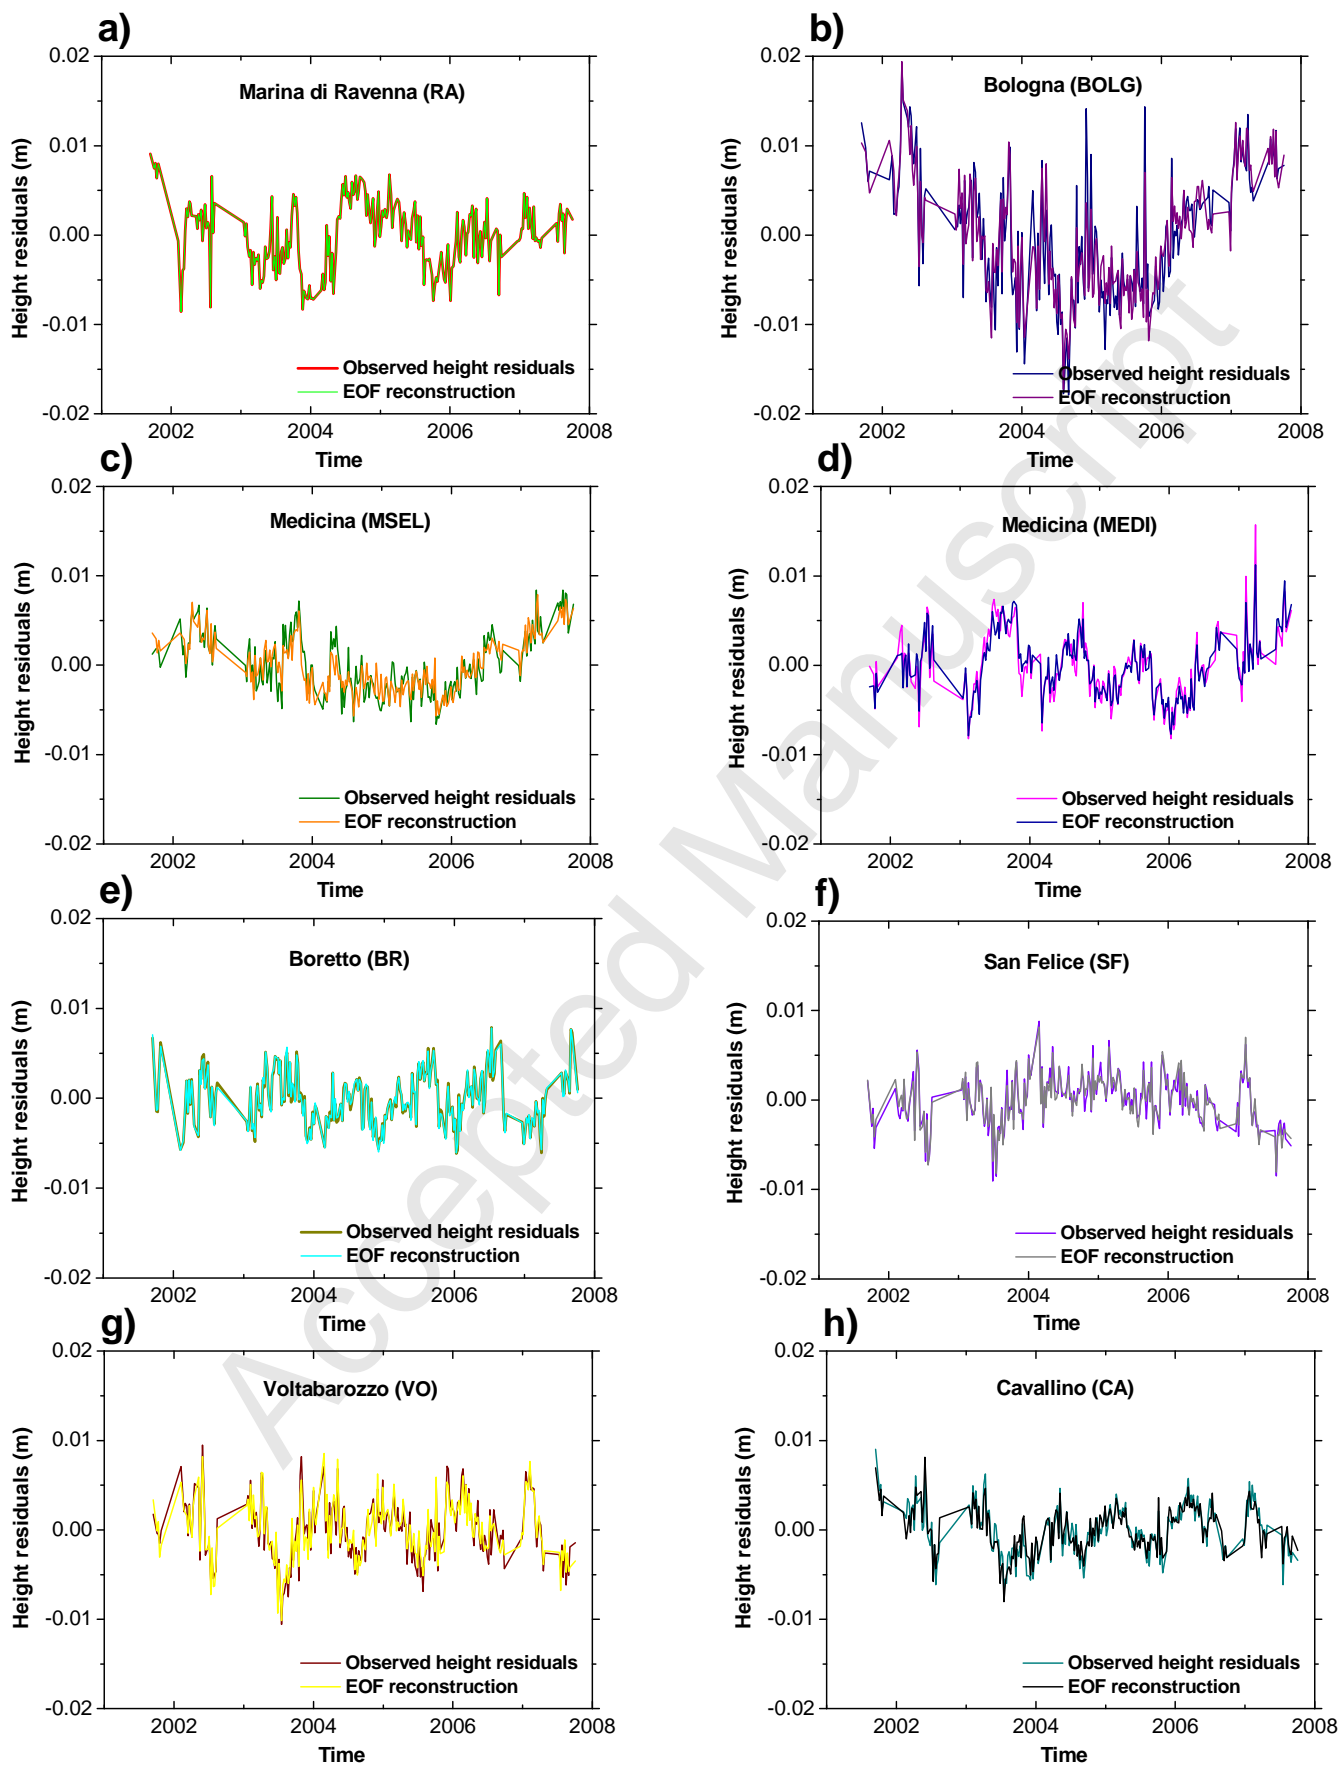 a)
0.02
0.01
0.00
-0.01
-0.02
Height residuals (m)
Marina di Ravenna (RA)
Observed height residuals
EOF reconstruction
2002
2004
2006
2008
Time
b)
0.02
0.01
0.00
-0.01
-0.02
Height residuals (m)
Bologna (BOLG)
Observed height residuals
EOF reconstruction
2002
2004
2006
2008
Time
c)
0.02
0.01
0.00
-0.01
-0.02
Height residuals (m)
Medicina (MSEL)
Observed height residuals
EOF reconstruction
2002
2004
2006
2008
Time
d)
0.02
0.01
0.00
-0.01
-0.02
Height residuals (m)
Medicina (MEDI)
Observed height residuals
EOF reconstruction
2002
2004
2006
2008
Time
e)
0.02
0.01
0.00
-0.01
-0.02
Height residuals (m)
Boretto (BR)
Observed height residuals
EOF reconstruction
2002
2004
2006
2008
Time
f)
0.02
0.01
0.00
-0.01
-0.02
Height residuals (m)
San Felice (SF)
Observed height residuals
EOF reconstruction
2002
2004
2006
2008
Time
g)
0.02
0.01
0.00
-0.01
-0.02
Height residuals (m)
Voltabarozzo (VO)
Observed height residuals
EOF reconstruction
2002
2004
2006
2008
Time
h)
0.02
0.01
0.00
-0.01
-0.02
Height residuals (m)
Cavallino (CA)
Observed height residuals
EOF reconstruction
2002
2004
2006
2008
Time
Accepted Manuscript